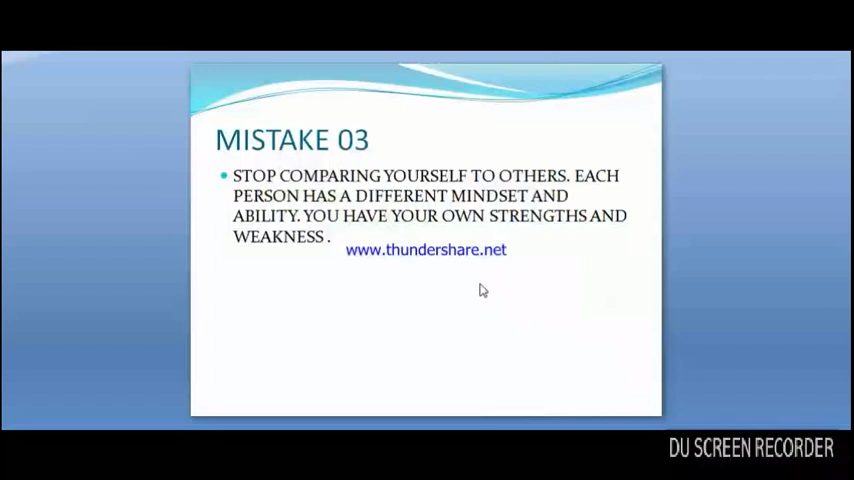 MISTAKE 03
STOP COMPARING YOURSELF TO OTHERS. EACH
PERSON HAS A DIFFERENT MINDSET AND
ABILITY. YOU HAVE YOUR OWN STRENGTHS AND
WEAKNESS .
www.thundershare.net
DU SCREEN RECORDER